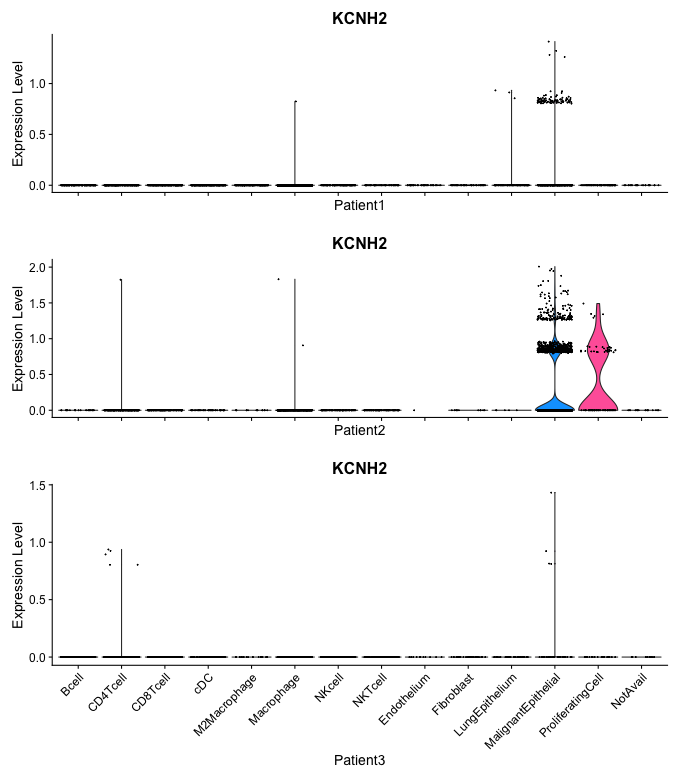 KCNH2
Expression Level
1.0
0.5
0.0
Patient1
KCNH2
Expression Level
2.0
1.5
1.0
0.5
0.0
Patient2
KCNH2
Expression Level
1.5
1.0
0.5
0.0
Bcell
CD4Tcell
CD8Tcell
cDC
M2Macrophage
Macrophage
NKcell
NKTcell
Endothelium
Fibroblast
LungEpithelium
MalignantEpithelial
ProliferatingCell
NotAvail
Patient3